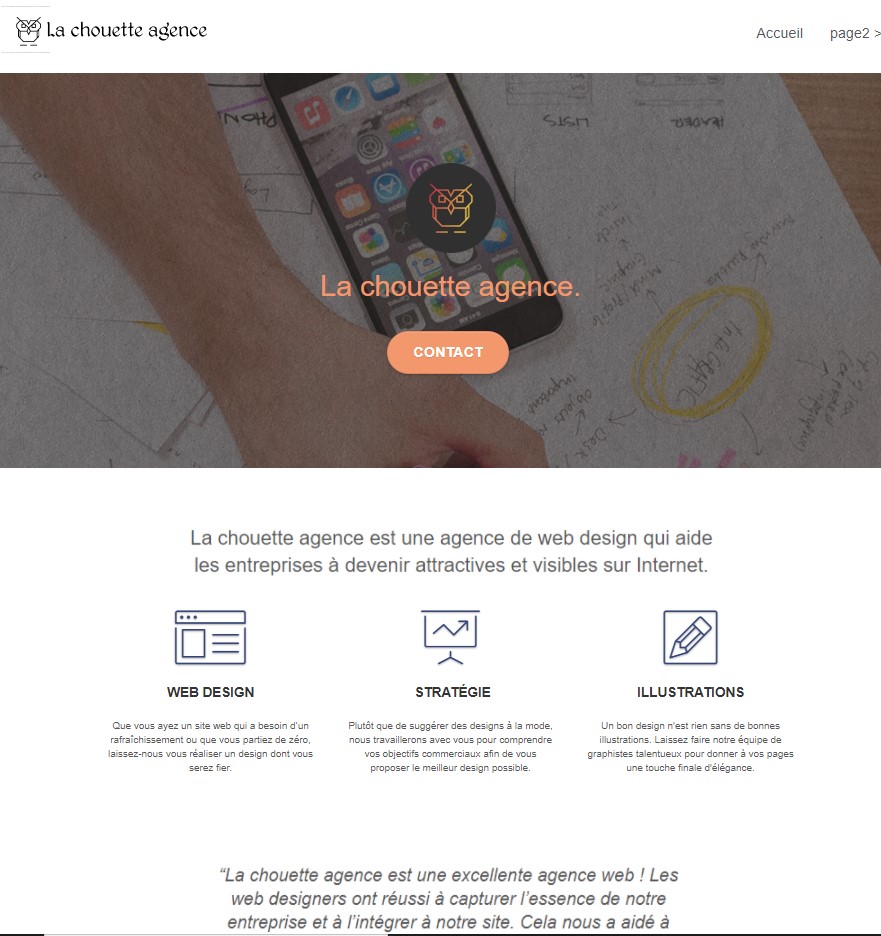 La chouette agence
Accueil
page2 >
PHONE
LISTS
HEADER
La chouette agence.
CONTACT
INFOGRAFIC
La chouette agence est une agence de web design qui aide
les entreprises à devenir attractives et visibles sur Internet.
WEB DESIGN
Que vous ayez un site web qui a besoin d'un
rafraîchissement ou que vous partiez de zéro,
laissez-nous vous réaliser un design dont vous
serez fier.
STRATÉGIE
Plutôt que de suggérer des designs à la mode,
nous travaillerons avec vous pour comprendre
vos objectifs commerciaux afin de vous
proposer le meilleur design possible.
ILLUSTRATIONS
Un bon design n'est rien sans de bonnes
illustrations. Laissez faire notre équipe de
graphistes talentueux pour donner à vos pages
une touche finale d'élégance.
“La chouette agence est une excellente agence web ! Les
web designers ont réussi à capturer l’essence de notre
entreprise et à l’intégrer à notre site. Cela nous a aidé à